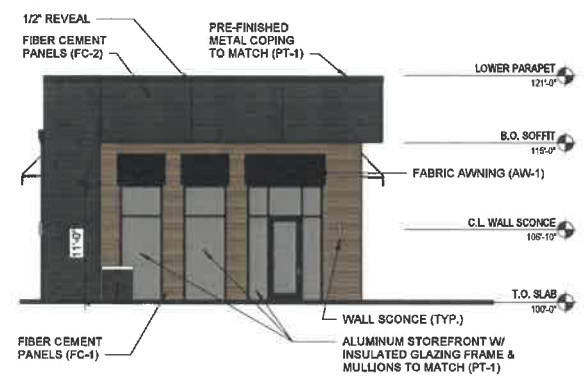 1/2" REVEAL
FIBER CEMENT
PANELS (FC-2)
PRE-FINISHED
METAL COPING
TO MATCH (PT-1)
LOWER PARAPET
121'-0"
B.O. SOFFIT
115'-0"
FABRIC AWNING (AW-1)
C.L. WALL SCONCE
106'-10"
11'-0"
T.O. SLAB
100'-0"
WALL SCONCE (TYP.)
FIBER CEMENT
PANELS (FC-1)
ALUMINUM STOREFRONT W/
INSULATED GLAZING FRAME &
MULLIONS TO MATCH (PT-1)